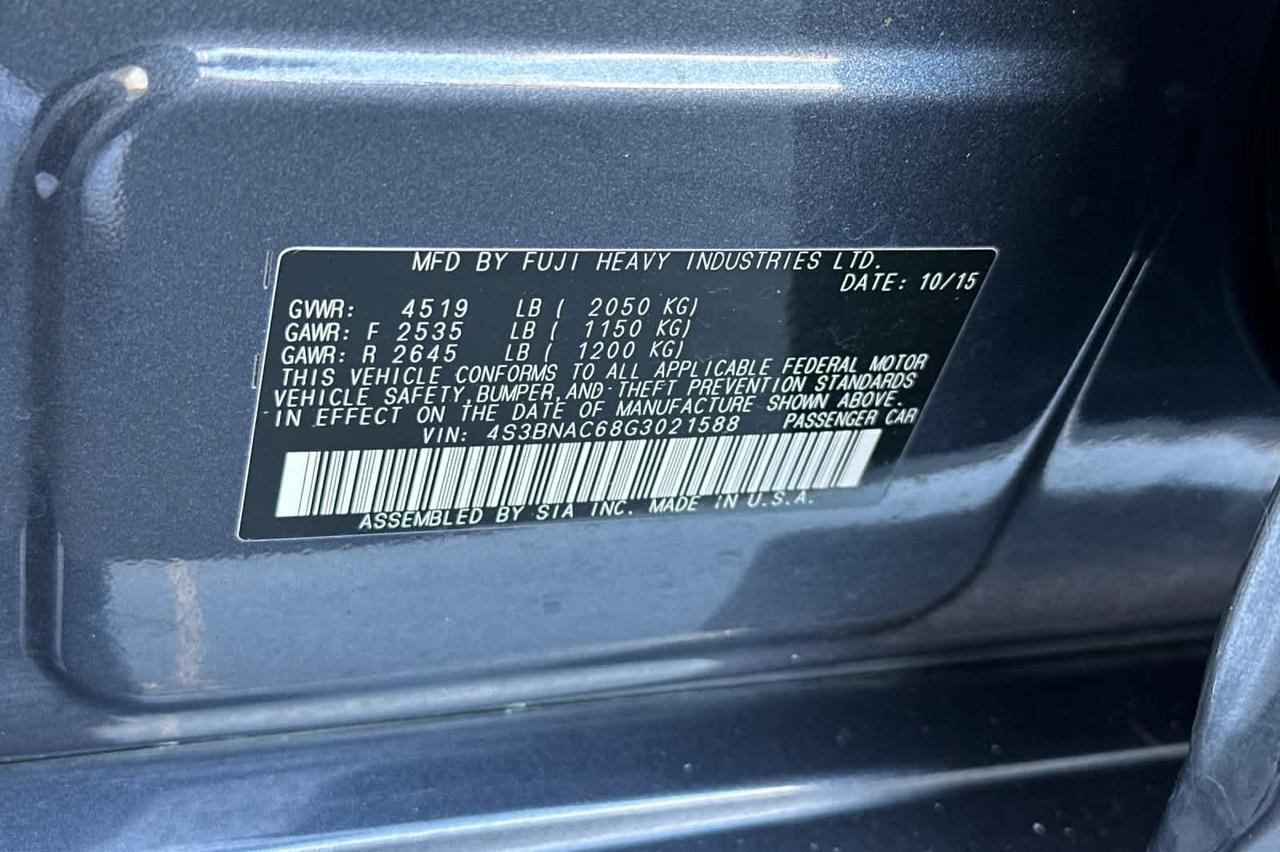 MFD BY FUJI HEAVY INDUSTRIES LTD.
DATE: 10/15
GVWR: 4519 LB ( 2050 KG)
GAWR: F 2535 LB ( 1150 KG)
GAWR: R 2645 LB ( 1200 KG)
THIS VEHICLE CONFORMS TO ALL APPLICABLE FEDERAL MOTOR
VEHICLE SAFETY, BUMPER, AND THEFT PREVENTION STANDARDS
IN EFFECT ON THE DATE OF MANUFACTURE SHOWN ABOVE.
VIN: 4S3BNAC68G3021588 PASSENGER CAR
ASSEMBLED BY SIA INC. MADE IN U.S.A.